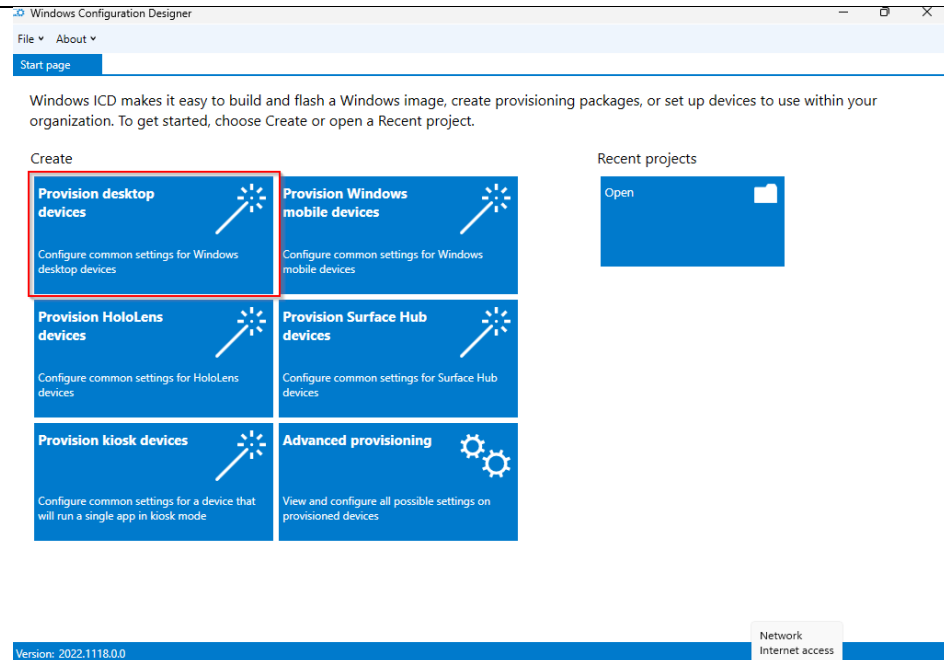 Windows Configuration Designer
File About
Start page
Windows ICD makes it easy to build and flash a Windows image, create provisioning packages, or set up devices to use within your
organization. To get started, choose Create or open a Recent project.
Create
Provision desktop
devices
Configure common settings for Windows
desktop devices
Provision Windows
mobile devices
Configure common settings for Windows
mobile devices
Provision HoloLens
devices
Configure common settings for HoloLens
devices
Provision Surface Hub
devices
Configure common settings for Surface Hub
devices
Provision kiosk devices
Configure common settings for a device that
will run a single app in kiosk mode
Advanced provisioning
View and configure all possible settings on
provisioned devices
Recent projects
Open
Version: 2022.1118.0.0
Network
Internet access